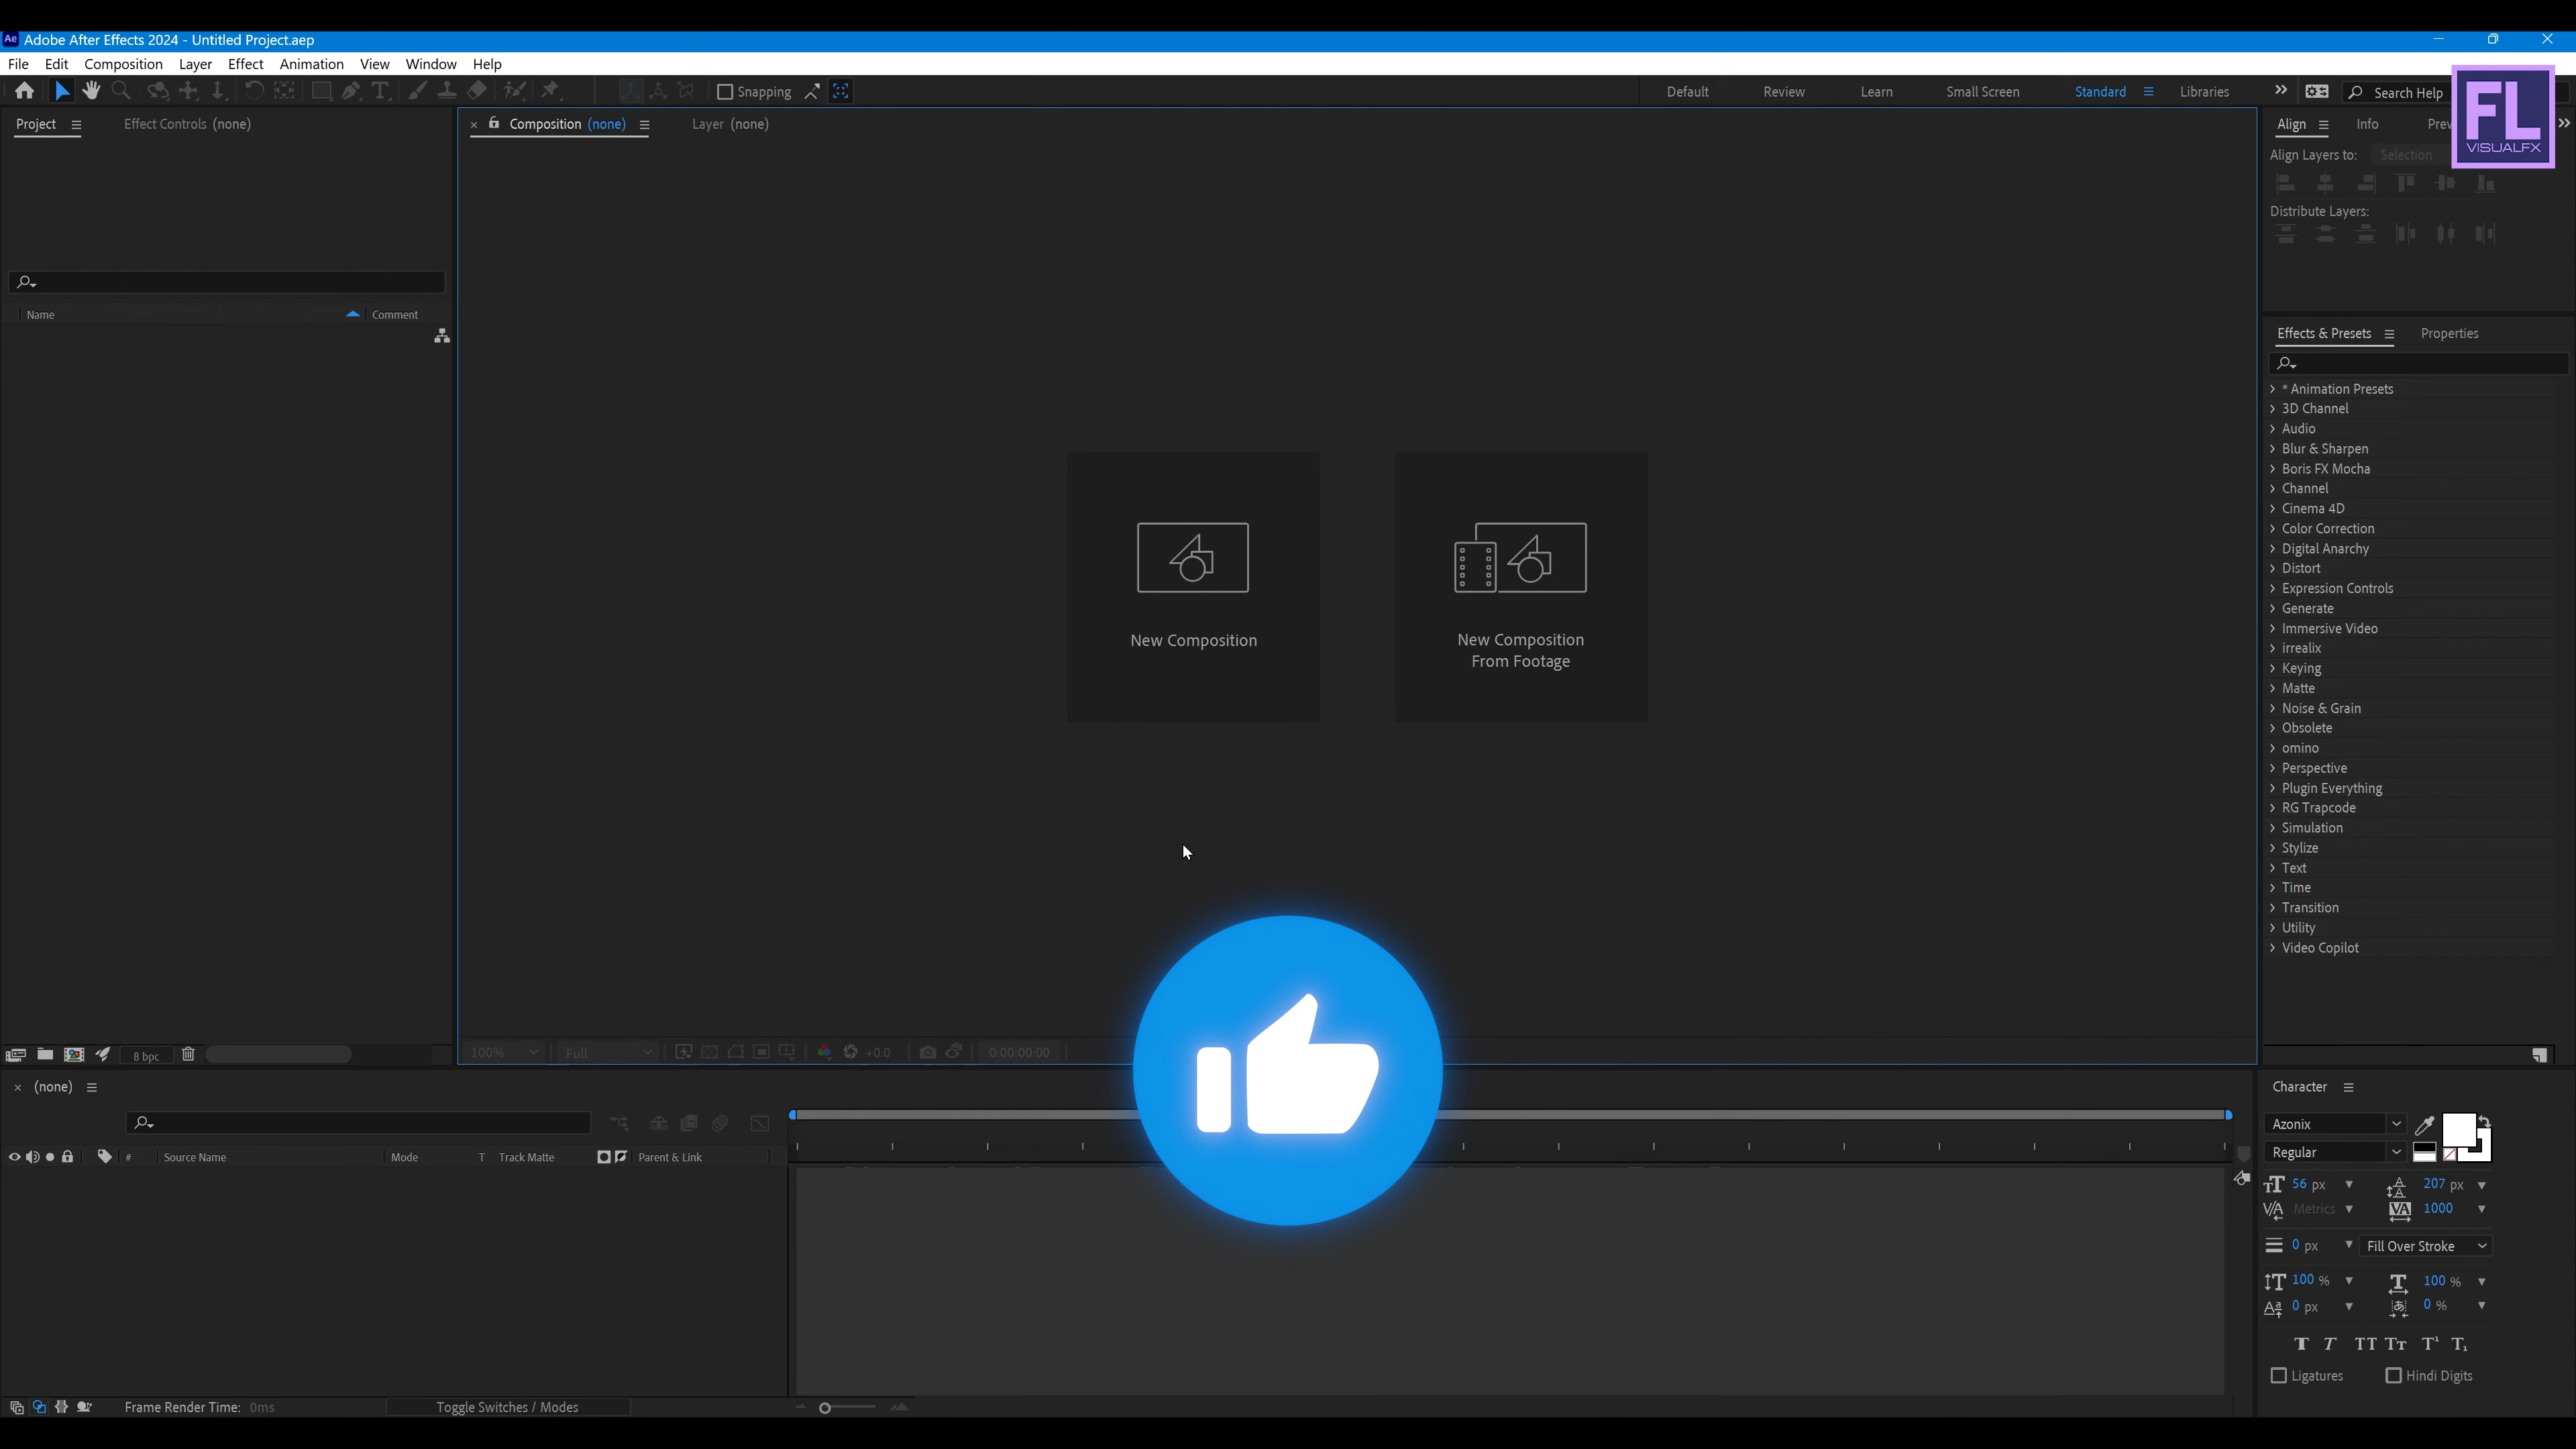 Adobe After Effects 2024 - Untitled Project.aep
File Edit Composition Layer Effect Animation View Window Help
Snapping
Default Review Learn Small Screen Standard Libraries
Search Help
FL
VISUALFX
Project Effect Controls (none)
Composition (none) Layer (none)
Align Info Prev
Align Layers to: Selection
Distribute Layers:
Name Comment
Effects & Presets Properties
* Animation Presets
3D Channel
Audio
Blur & Sharpen
Boris FX Mocha
Channel
Cinema 4D
Color Correction
Digital Anarchy
Distort
Expression Controls
Generate
Immersive Video
irrealix
Keying
Matte
Noise & Grain
Obsolete
omino
Perspective
Plugin Everything
RG Trapcode
Simulation
Stylize
Text
Time
Transition
Utility
Video Copilot
New Composition
New Composition
From Footage
8 bpc
100% Full +0.0 0:00:00:00
(none)
# Source Name Mode T Track Matte Parent & Link
Frame Render Time: 0ms Toggle Switches / Modes
Character
Azonix
Regular
56 px 207 px
Metrics 1000
0 px Fill Over Stroke
100 % 100 %
0 px 0 %
T T TT Tт T¹ T₁
Ligatures Hindi Digits